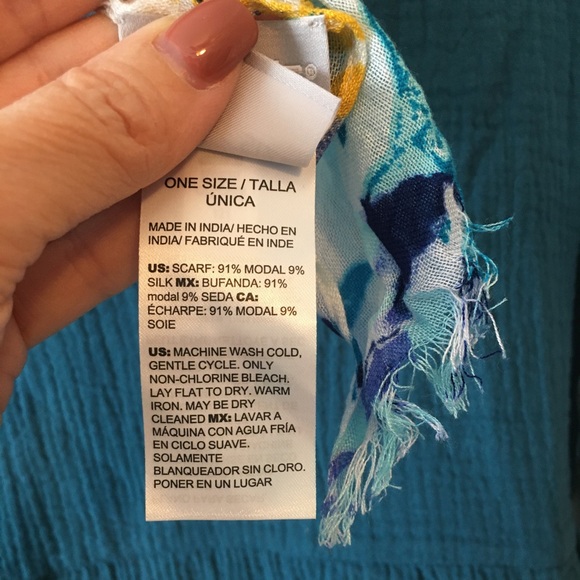 ONE SIZE / TALLA
ÚNICA
MADE IN INDIA/ HECHO EN
INDIA/ FABRIQUÉ EN INDE
US: SCARF: 91% MODAL 9%
SILK MX: BUFANDA: 91%
modal 9% SEDA CA:
ÉCHARPE: 91% MODAL 9%
SOIE
US: MACHINE WASH COLD,
GENTLE CYCLE. ONLY
NON-CHLORINE BLEACH.
LAY FLAT TO DRY. WARM
IRON. MAY BE DRY
CLEANED MX: LAVAR A
MÁQUINA CON AGUA FRÍA
EN CICLO SUAVE.
SOLAMENTE
BLANQUEADOR SIN CLORO.
PONER EN UN LUGAR